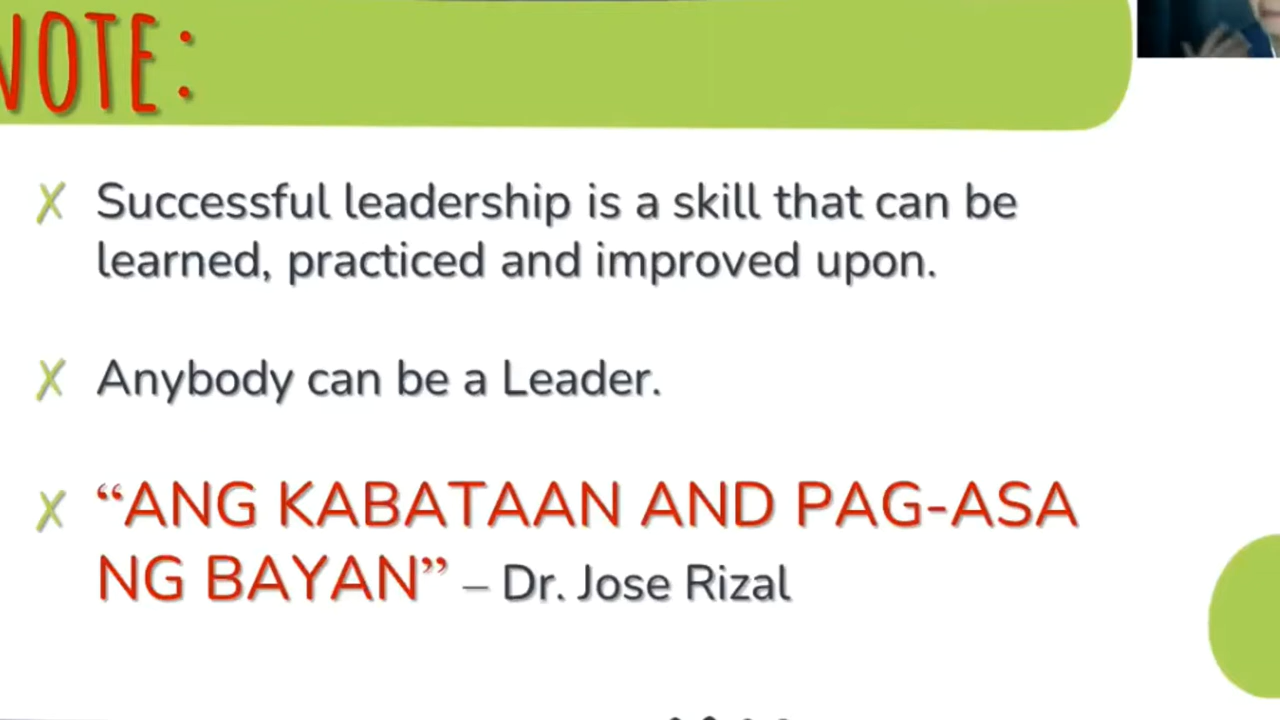 NOTE:
Successful leadership is a skill that can be
learned, practiced and improved upon.
Anybody can be a Leader.
“ANG KABATAAN AND PAG-ASA
NG BAYAN” – Dr. Jose Rizal